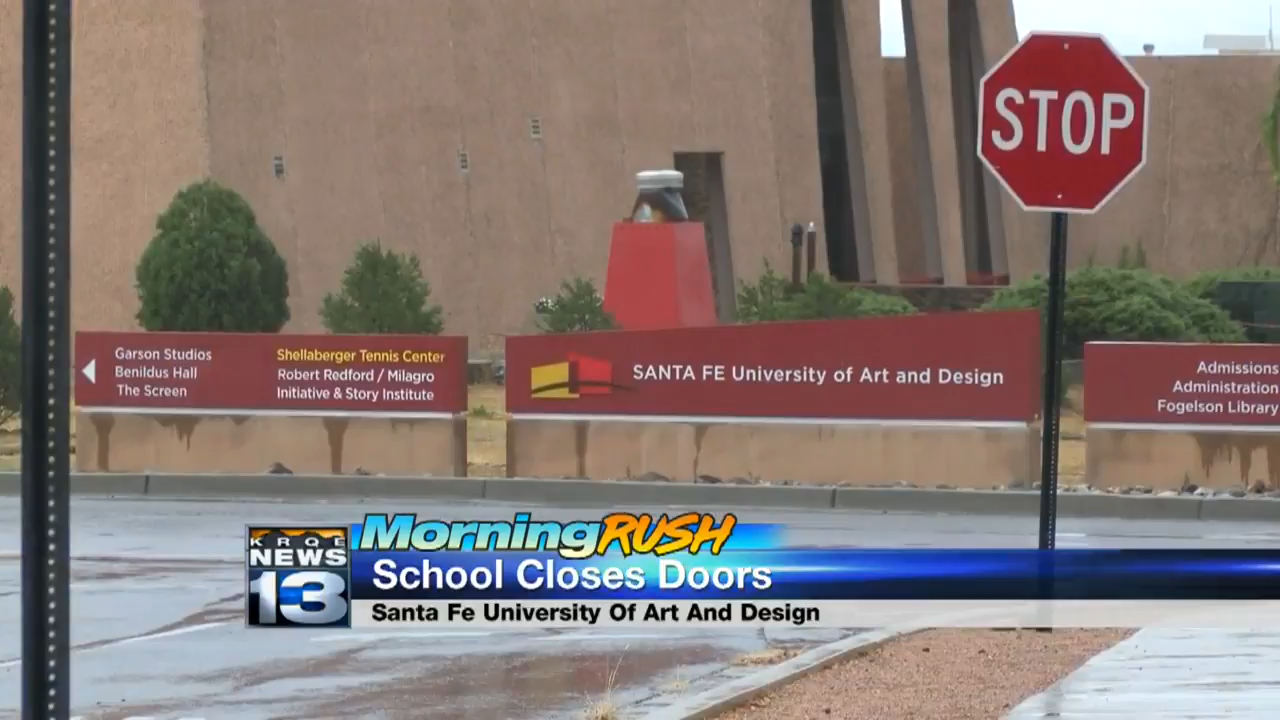 STOP
Garson Studios
Benildus Hall
The Screen
Shellaberger Tennis Center
Robert Redford / Milagro
Initiative & Story Institute
SANTA FE University of Art and Design
Admissions
Administration
Fogelson Library
KRQE
NEWS
13
Morning RUSH
School Closes Doors
Santa Fe University Of Art And Design